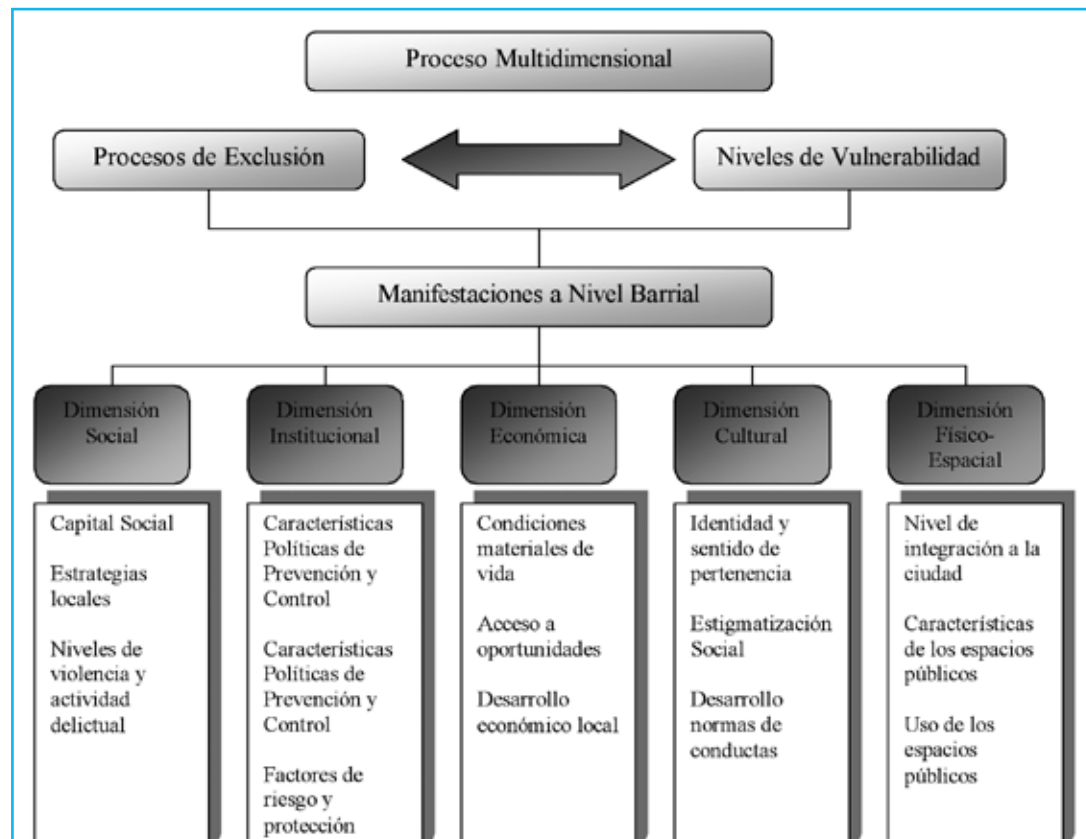 Proceso Multidimensional
Procesos de Exclusión
Niveles de Vulnerabilidad
Manifestaciones a Nivel Barrial
Dimensión
Social
Dimensión
Institucional
Dimensión
Económica
Dimensión
Cultural
Dimensión
Físico-
Espacial
Capital Social
Estrategias
locales
Niveles de
violencia y
actividad
delictual
Características
Políticas de
Prevención y
Control
Características
Políticas de
Prevención y
Control
Factores de
riesgo y
protección
Condiciones
materiales de
vida
Acceso a
oportunidades
Desarrollo
económico local
Identidad y
sentido de
pertenencia
Estigmatización
Social
Desarrollo
normas de
conductas
Nivel de
integración a la
ciudad
Características
de los espacios
públicos
Uso de los
espacios
públicos